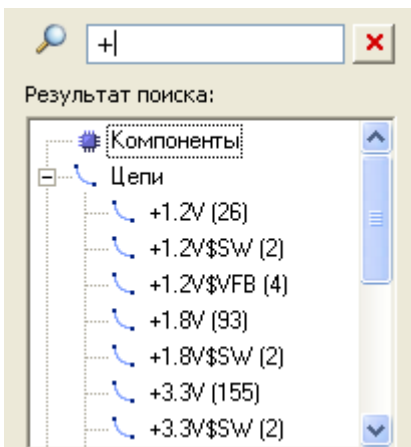 +
Результат поиска:
Компоненты
Цепи
+1.2V (26)
+1.2V$SW (2)
+1.2V$VFB (4)
+1.8V (93)
+1.8V$SW (2)
+3.3V (155)
+3.3V$SW (2)